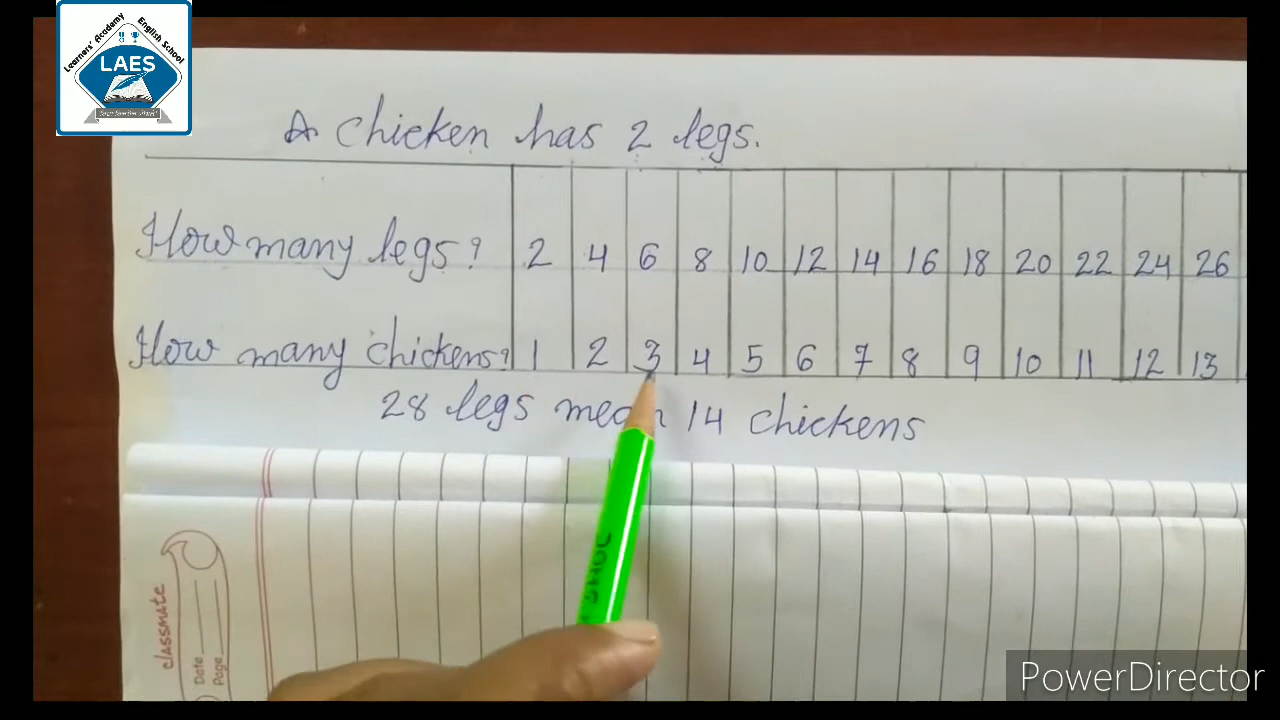 Learners' Academy English School
LAES
A chicken has 2 legs.
How many legs? 2 4 6 8 10 12 14 16 18 20 22 24 26
How many chickens? 1 2 3 4 5 6 7 8 9 10 11 12 13
28 legs mean 14 chickens
classmate
Date
Page
PowerDirector